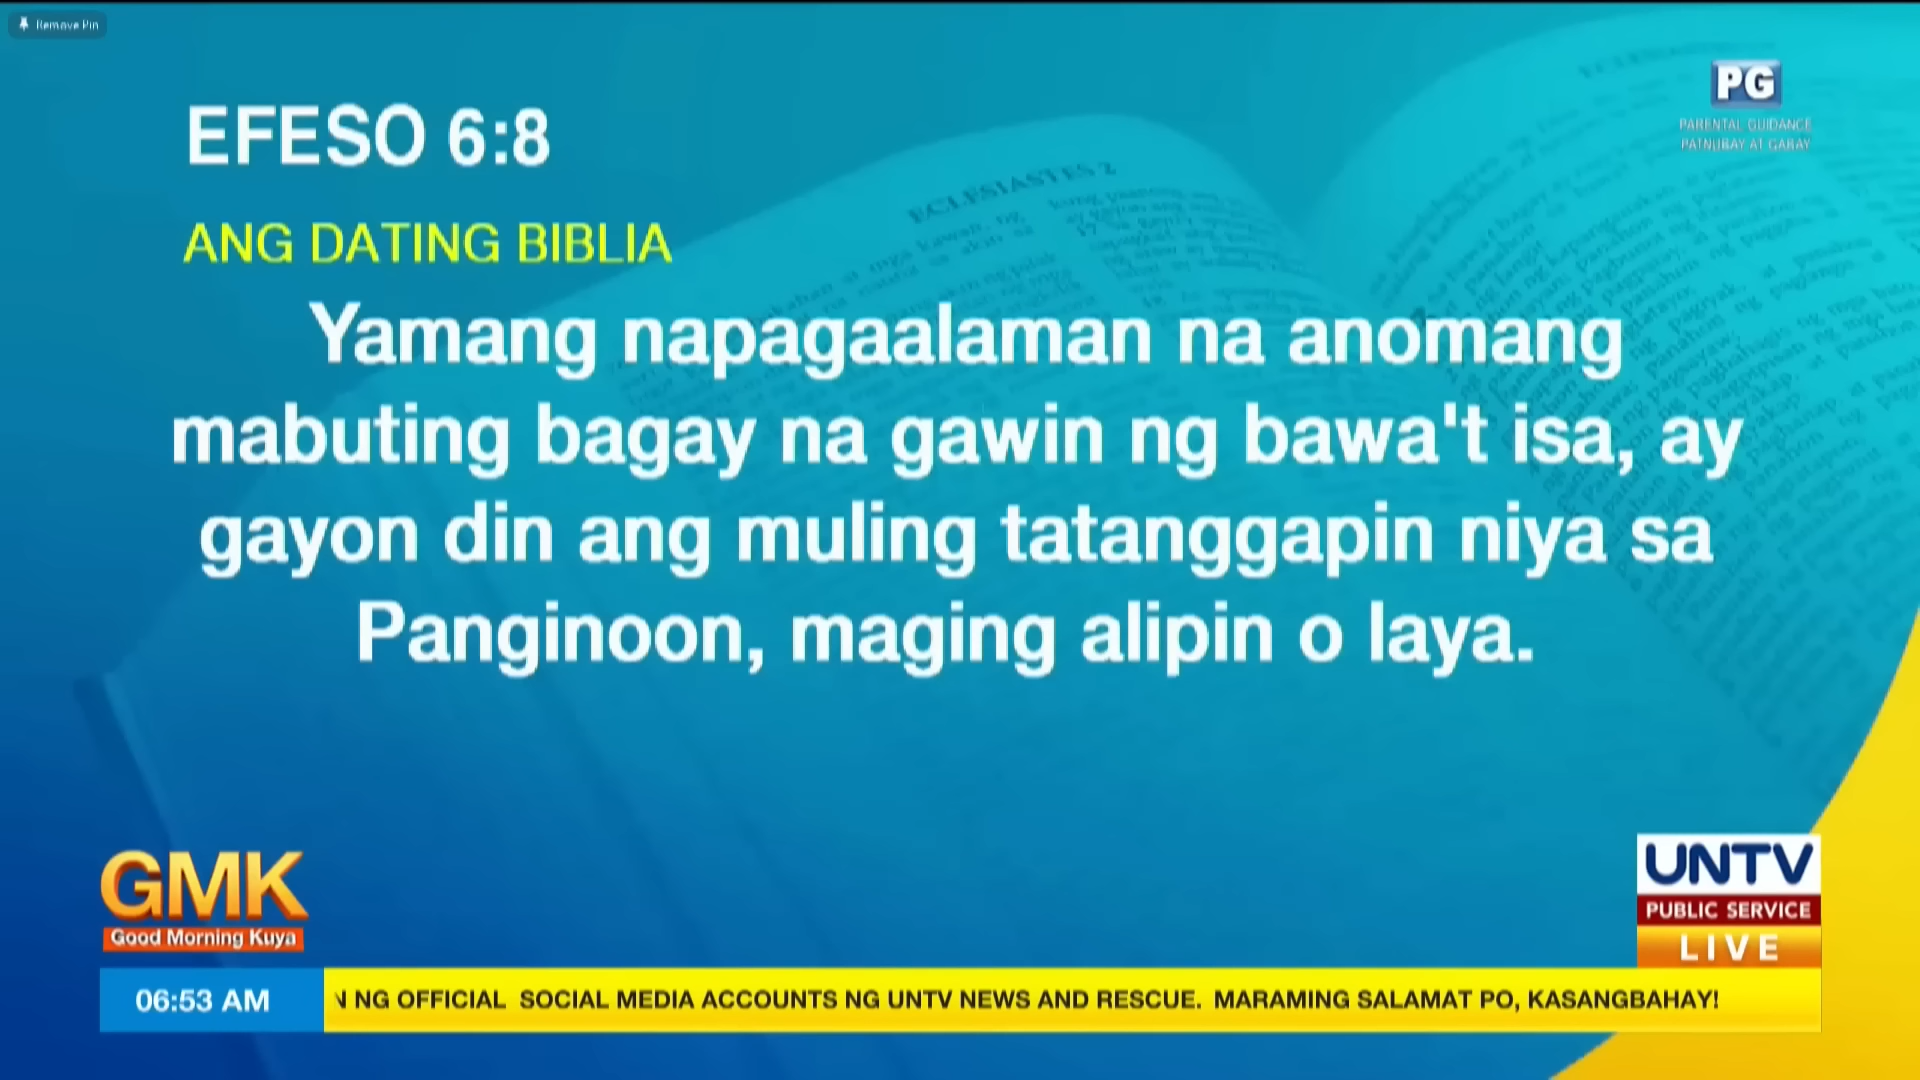 Remove Pin
EFESO 6:8
PG
PARENTAL GUIDANCE
PATNUBAY AT GABAY
ECLESIASTES 2
ANG DATING BIBLIA
Yamang napagaalaman na anomang
mabuting bagay na gawin ng bawa't isa, ay
gayon din ang muling tatanggapin niya sa
Panginoon, maging alipin o laya.
GMK
Good Morning Kuya
UNTV
PUBLIC SERVICE
LIVE
06:53 AM
NG OFFICIAL SOCIAL MEDIA ACCOUNTS NG UNTV NEWS AND RESCUE. MARAMING SALAMAT PO, KASANGBAHAY!